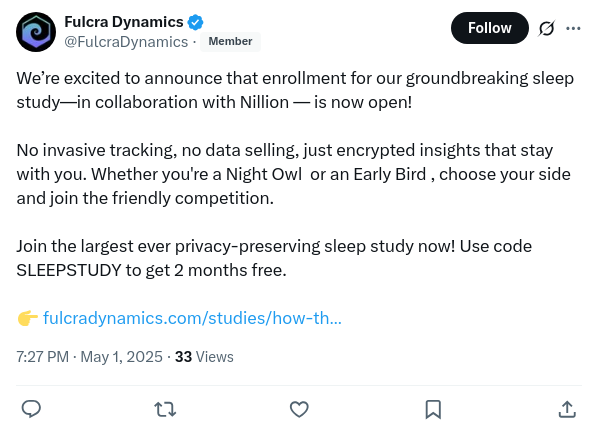 Fulcra Dynamics
@FulcraDynamics · Member
Follow
We’re excited to announce that enrollment for our groundbreaking sleep
study—in collaboration with Nillion — is now open!
No invasive tracking, no data selling, just encrypted insights that stay
with you. Whether you're a Night Owl  or an Early Bird , choose your side
and join the friendly competition.
Join the largest ever privacy-preserving sleep study now! Use code
SLEEPSTUDY to get 2 months free.
👉 fulcradynamics.com/studies/how-th…
7:27 PM · May 1, 2025 · 33 Views